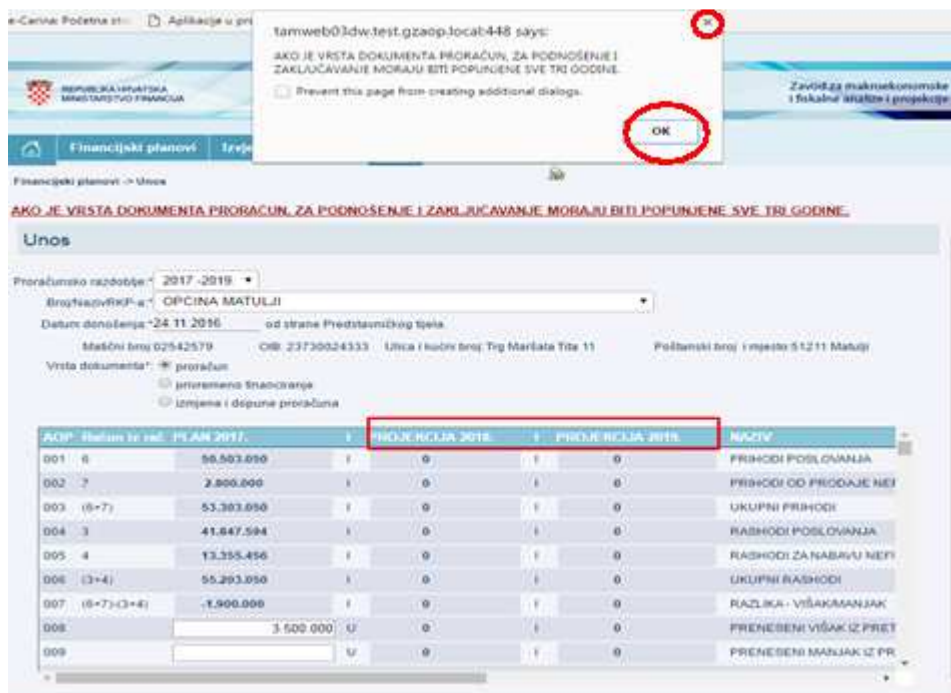 e-Carina: Početna st
Aplikacije u pr
tamweb03dw.test.gzaop.local:448 says:
AKO JE VRSTA DOKUMENTA PRORAČUN, ZA PODNOŠENJE I
ZAKLJUČAVANJE MORAJU BITI POPUNJENE SVE TRI GODINE.
Prevent this page from creating additional dialogs.
OK
REPUBLIKA HRVATSKA
MINISTARSTVO FINANCIJA
Zavod za makroekonomske
i fiskalne analize i projekcije
Financijski planovi Izvje
Financijski planovi -> Unos
AKO JE VRSTA DOKUMENTA PRORAČUN, ZA PODNOŠENJE I ZAKLJUČAVANJE MORAJU BITI POPUNJENE SVE TRI GODINE.
Unos
Proračunsko razdoblje:* 2017 -2019
Broj/NazivRKP-a:* OPCINA MATULJI
Datum donošenja:*24.11.2016 od strane Predstavničkog tijela.
Matični broj:02542579 OIB: 23730024333 Ulica i kućni broj:Trg Maršala Tita 11 Poštanski broj i mjesto:51211 Matulji
Vrsta dokumenta*: proračun
privremeno financiranje
izmjene i dopune proračuna
AOP Račun iz rač. PLAN 2017. I PROJEKCIJA 2018. I PROJEKCIJA 2019. NAZIV
001 6 50.503.050 I 0 I 0 PRIHODI POSLOVANJA
002 7 2.800.000 I 0 I 0 PRIHODI OD PRODAJE NEF
003 (6+7) 53.303.050 I 0 I 0 UKUPNI PRIHODI
004 3 41.847.594 I 0 I 0 RASHODI POSLOVANJA
005 4 13.355.456 I 0 I 0 RASHODI ZA NABAVU NEFI
006 (3+4) 55.203.050 I 0 I 0 UKUPNI RASHODI
007 (6+7)-(3+4) -1.900.000 I 0 I 0 RAZLIKA - VIŠAK/MANJAK
008 3.500.000 U 0 I 0 PRENESENI VIŠAK IZ PRET
009 U 0 I 0 PRENESENI MANJAK IZ PR